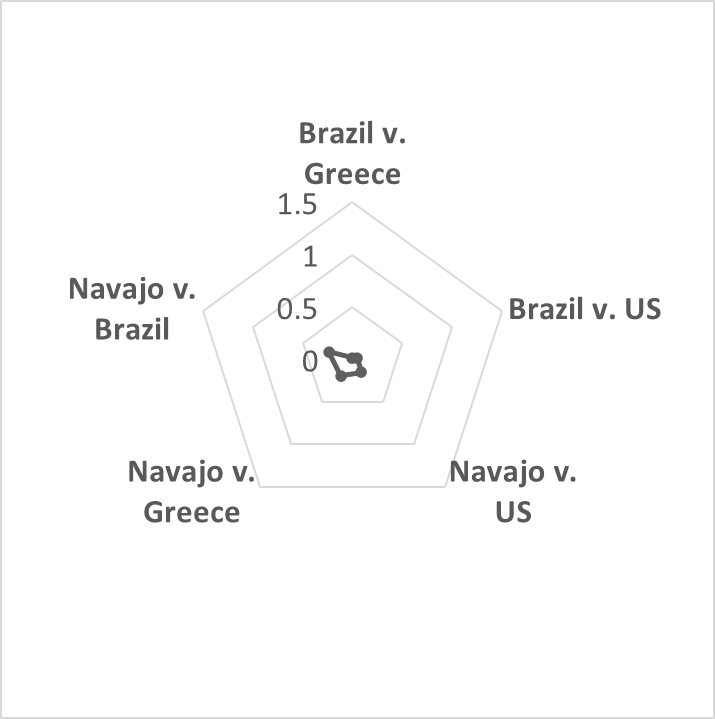 Brazil v.
Greece
1.5
1
0.5
0
Navajo v.
Brazil
Brazil v. US
Navajo v.
Greece
Navajo v.
US